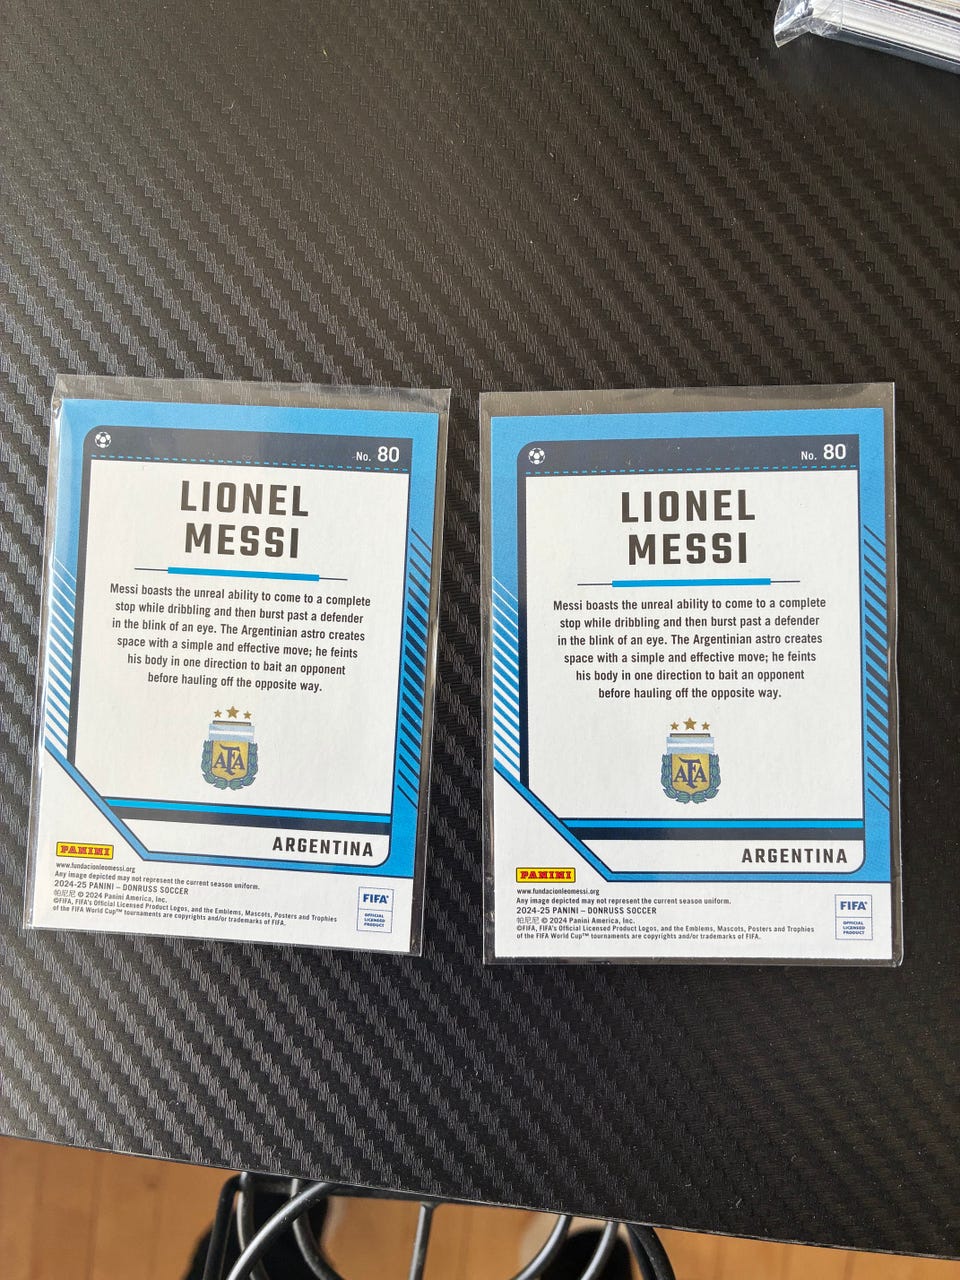 No. 80
LIONEL
MESSI
Messi boasts the unreal ability to come to a complete
stop while dribbling and then burst past a defender
in the blink of an eye. The Argentinian astro creates
space with a simple and effective move; he feints
his body in one direction to bait an opponent
before hauling off the opposite way.
AFA
ARGENTINA
PANINI
www.fundacionleomessi.org
Any image depicted may not represent the current season uniform.
2024-25 PANINI – DONRUSS SOCCER
帕尼尼 © 2024 Panini America, Inc.
©FIFA, FIFA's Official Licensed Product Logos, and the Emblems, Mascots, Posters and Trophies
of the FIFA World Cup™ tournaments are copyrights and/or trademarks of FIFA.
FIFA®
OFFICIAL
LICENSED
PRODUCT
No. 80
LIONEL
MESSI
Messi boasts the unreal ability to come to a complete
stop while dribbling and then burst past a defender
in the blink of an eye. The Argentinian astro creates
space with a simple and effective move; he feints
his body in one direction to bait an opponent
before hauling off the opposite way.
AFA
ARGENTINA
PANINI
www.fundacionleomessi.org
Any image depicted may not represent the current season uniform.
2024-25 PANINI – DONRUSS SOCCER
帕尼尼 © 2024 Panini America, Inc.
©FIFA, FIFA's Official Licensed Product Logos, and the Emblems, Mascots, Posters and Trophies
of the FIFA World Cup™ tournaments are copyrights and/or trademarks of FIFA.
FIFA®
OFFICIAL
LICENSED
PRODUCT